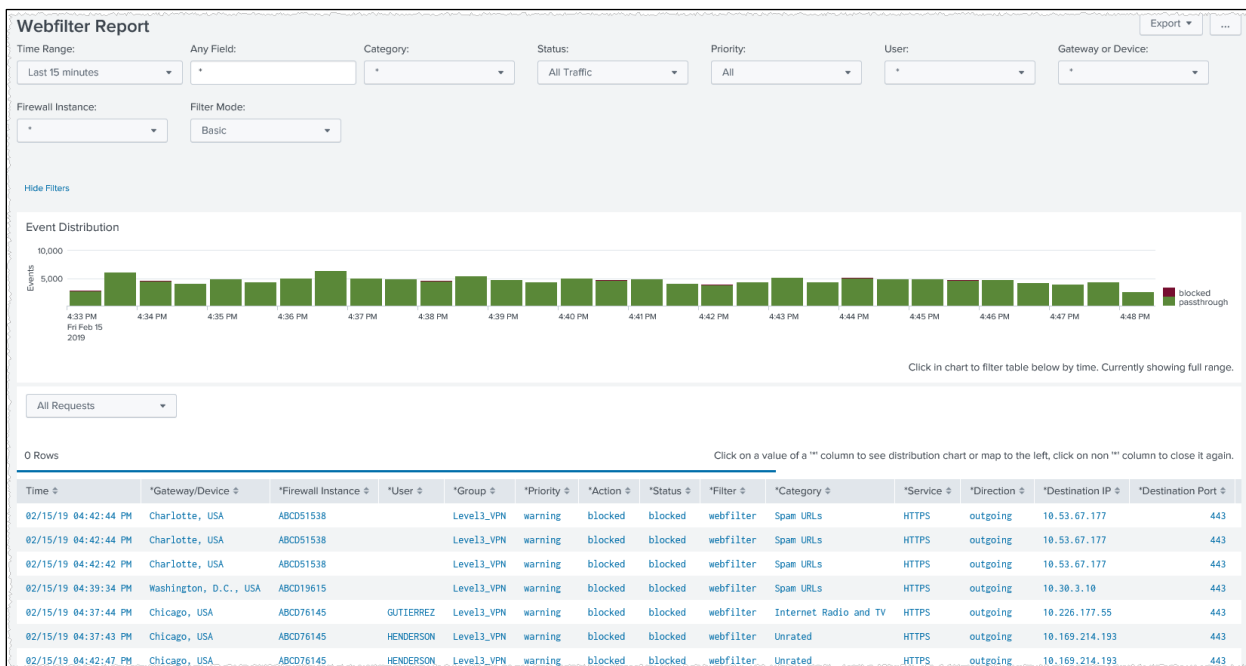 Webfilter Report
Export
...
Time Range: Any Field: Category: Status: Priority: User: Gateway or Device:
Last 15 minutes * * All Traffic All * *
Firewall Instance: Filter Mode:
* Basic
Hide Filters
Event Distribution
10,000
5,000
Events
blocked
passthrough
4:33 PM 4:34 PM 4:35 PM 4:36 PM 4:37 PM 4:38 PM 4:39 PM 4:40 PM 4:41 PM 4:42 PM 4:43 PM 4:44 PM 4:45 PM 4:46 PM 4:47 PM 4:48 PM
Fri Feb 15
2019
Click in chart to filter table below by time. Currently showing full range.
All Requests
0 Rows
Click on a value of a "*" column to see distribution chart or map to the left, click on non "*" column to close it again.
Time *Gateway/Device *Firewall Instance *User *Group *Priority *Action *Status *Filter *Category *Service *Direction *Destination IP *Destination Port
02/15/19 04:42:44 PM Charlotte, USA ABCD51538 Level3_VPN warning blocked blocked webfilter Spam URLs HTTPS outgoing 10.53.67.177 443
02/15/19 04:42:44 PM Charlotte, USA ABCD51538 Level3_VPN warning blocked blocked webfilter Spam URLs HTTPS outgoing 10.53.67.177 443
02/15/19 04:42:42 PM Charlotte, USA ABCD51538 Level3_VPN warning blocked blocked webfilter Spam URLs HTTPS outgoing 10.53.67.177 443
02/15/19 04:39:34 PM Washington, D.C., USA ABCD19615 Level3_VPN warning blocked blocked webfilter Spam URLs HTTPS outgoing 10.30.3.10 443
02/15/19 04:37:44 PM Chicago, USA ABCD76145 GUTIERREZ Level3_VPN warning blocked blocked webfilter Internet Radio and TV HTTPS outgoing 10.226.177.55 443
02/15/19 04:37:43 PM Chicago, USA ABCD76145 HENDERSON Level3_VPN warning blocked blocked webfilter Unrated HTTPS outgoing 10.169.214.193 443
02/15/19 04:42:47 PM Chicago, USA ABCD76145 HENDERSON Level3_VPN warning blocked blocked webfilter Unrated HTTPS outgoing 10.169.214.193 443